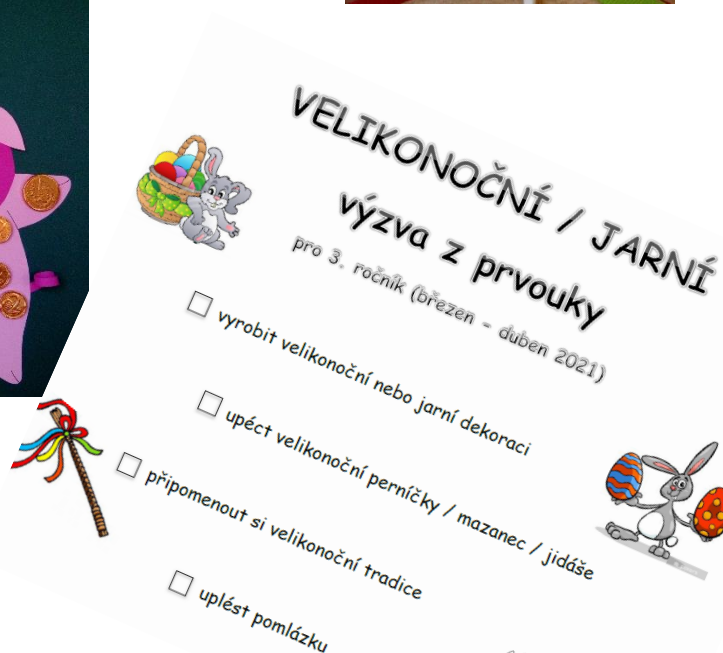 VELIKONOČNÍ / JARNÍ
výzva z prvouky
pro 3. ročník (březen - duben 2021)
vyrobit velikonoční nebo jarní dekoraci
upéct velikonoční perníčky / mazanec / jidáše
připomenout si velikonoční tradice
uplést pomlázku